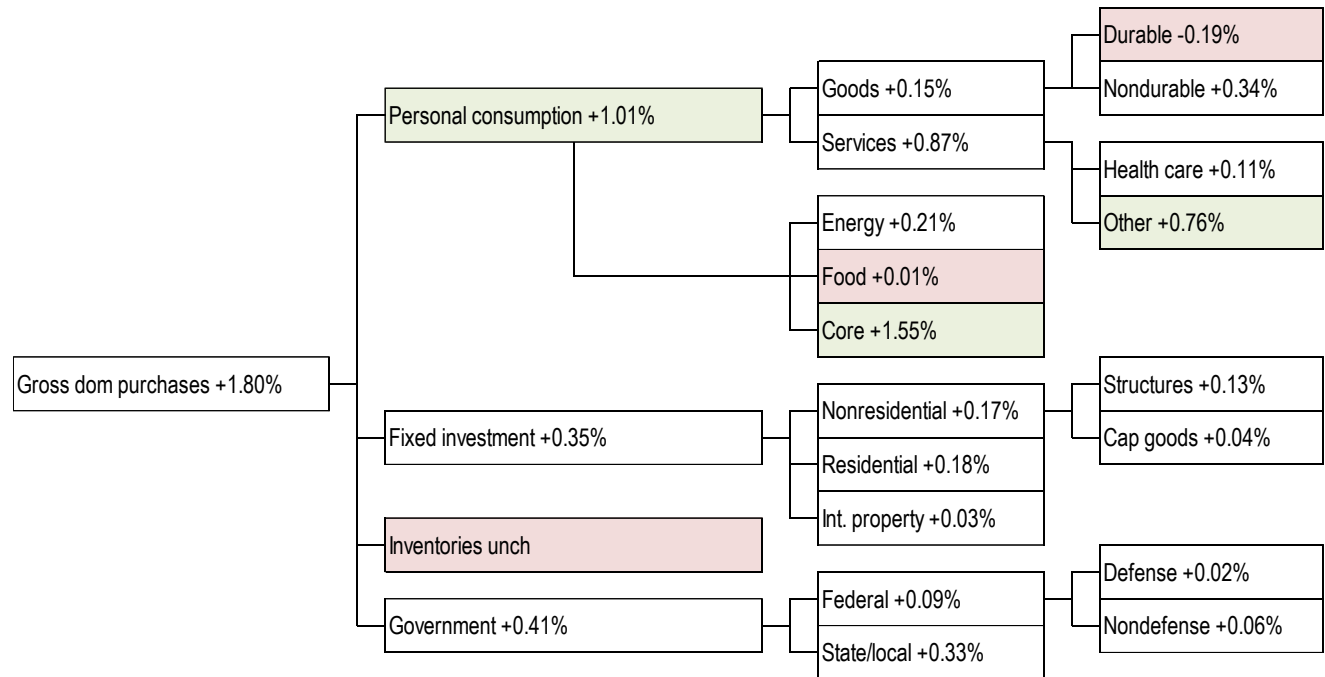 Durable -0.19%
Goods +0.15%
Nondurable +0.34%
Personal consumption +1.01%
Services +0.87%
Health care +0.11%
Energy +0.21%
Other +0.76%
Food +0.01%
Core +1.55%
Gross dom purchases +1.80%
Structures +0.13%
Nonresidential +0.17%
Fixed investment +0.35%
Cap goods +0.04%
Residential +0.18%
Int. property +0.03%
Inventories unch
Defense +0.02%
Federal +0.09%
Government +0.41%
Nondefense +0.06%
State/local +0.33%